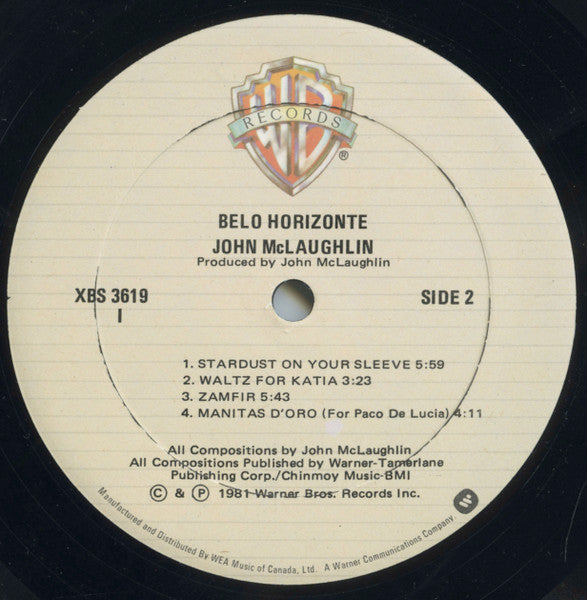 WB
RECORDS
®
BELO HORIZONTE
JOHN McLAUGHLIN
Produced by John McLaughlin
XBS 3619
I
SIDE 2
1. STARDUST ON YOUR SLEEVE 5:59
2. WALTZ FOR KATIA 3:23
3. ZAMFIR 5:43
4. MANITAS D'ORO (For Paco De Lucia) 4:11
All Compositions by John McLaughlin
All Compositions Published by Warner-Tamerlane
Publishing Corp./Chinmoy Music-BMI
© & ℗ 1981 Warner Bros. Records Inc.
Manufactured and Distributed By WEA Music of Canada, Ltd. A Warner Communications Company.